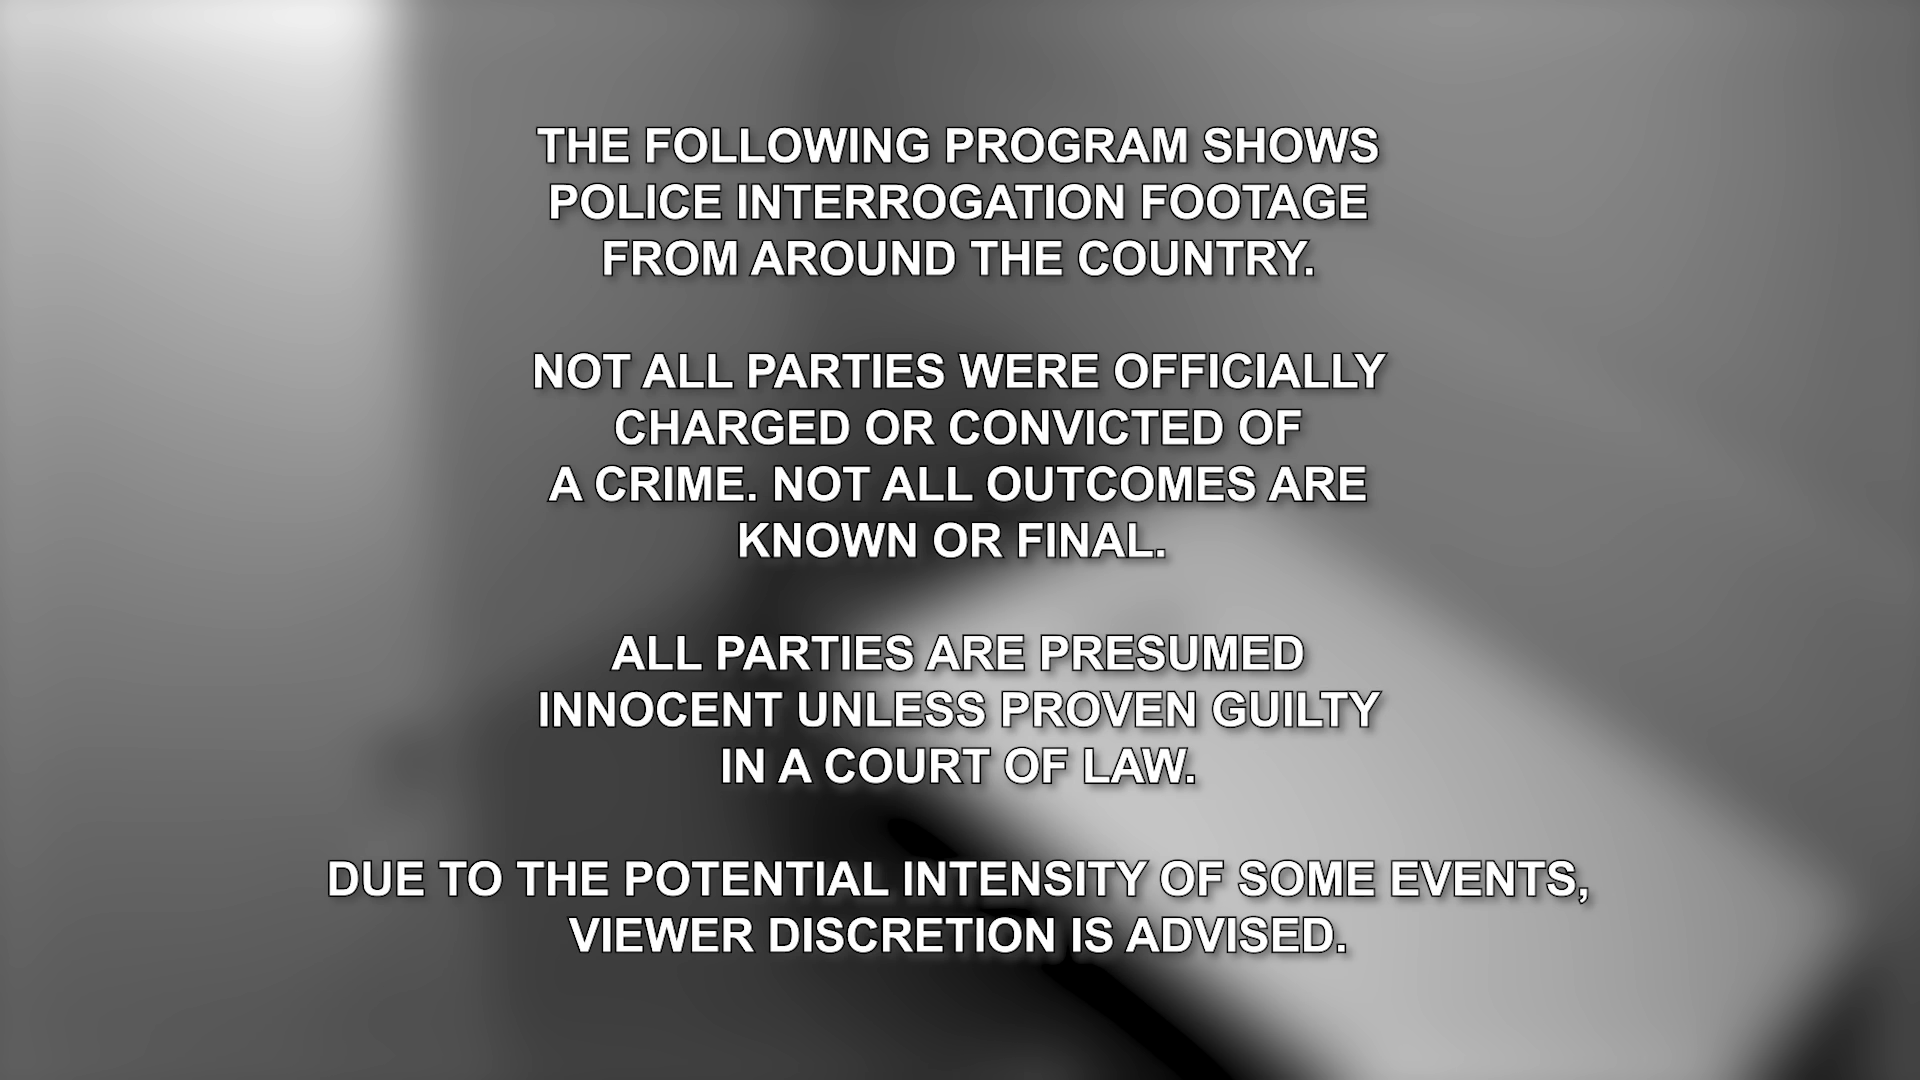 THE FOLLOWING PROGRAM SHOWS
POLICE INTERROGATION FOOTAGE
FROM AROUND THE COUNTRY.
NOT ALL PARTIES WERE OFFICIALLY
CHARGED OR CONVICTED OF
A CRIME. NOT ALL OUTCOMES ARE
KNOWN OR FINAL.
ALL PARTIES ARE PRESUMED
INNOCENT UNLESS PROVEN GUILTY
IN A COURT OF LAW.
DUE TO THE POTENTIAL INTENSITY OF SOME EVENTS,
VIEWER DISCRETION IS ADVISED.